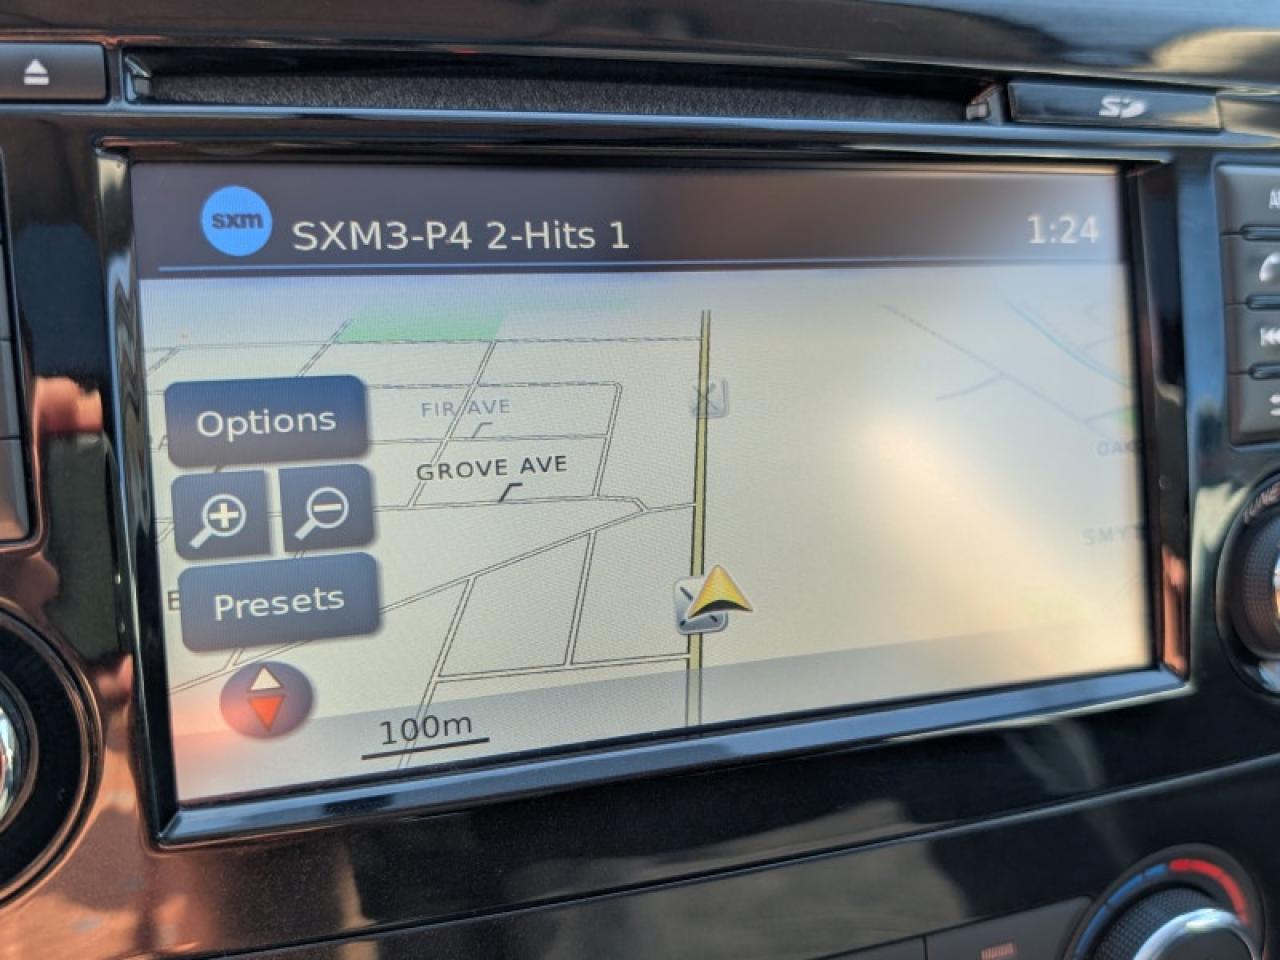 SD
sxm
SXM3-P4 2-Hits 1
1:24
Options
FIR AVE
GROVE AVE
Presets
100m